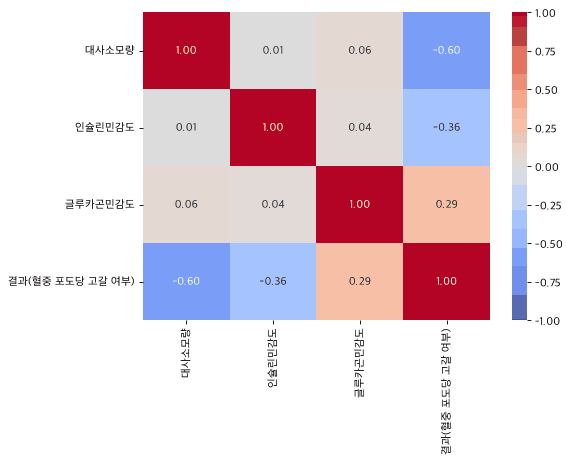 대사소모량 1.00 0.01 0.06 -0.60
인슐린민감도 0.01 1.00 0.04 -0.36
글루카곤민감도 0.06 0.04 1.00 0.29
결과(혈중 포도당 고갈 여부) -0.60 -0.36 0.29 1.00
대사소모량
인슐린민감도
글루카곤민감도
결과(혈중 포도당 고갈 여부)
1.00
0.75
0.50
0.25
0.00
-0.25
-0.50
-0.75
-1.00